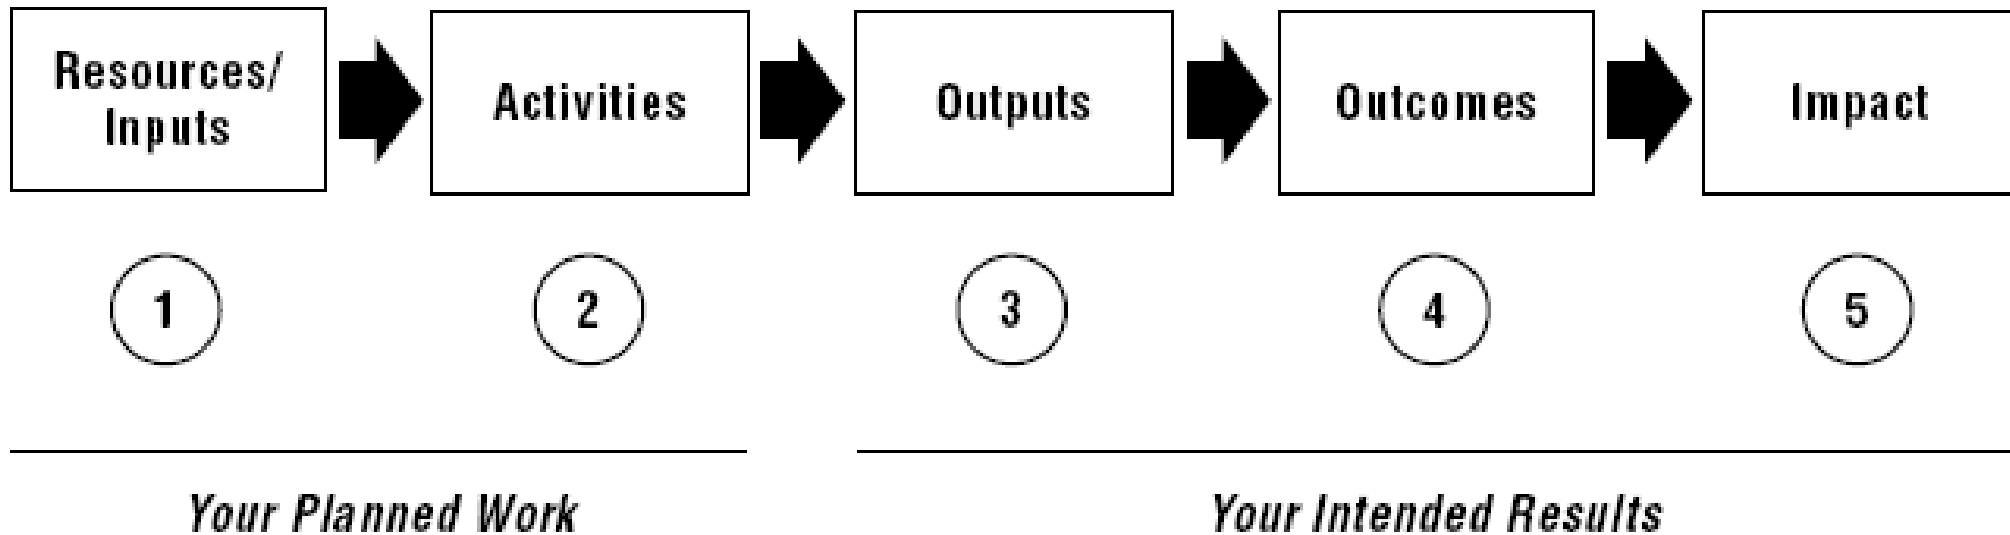 Resources/
Inputs
Activities
Outputs
Outcomes
Impact
1
2
3
4
5
Your Planned Work
Your Intended Results